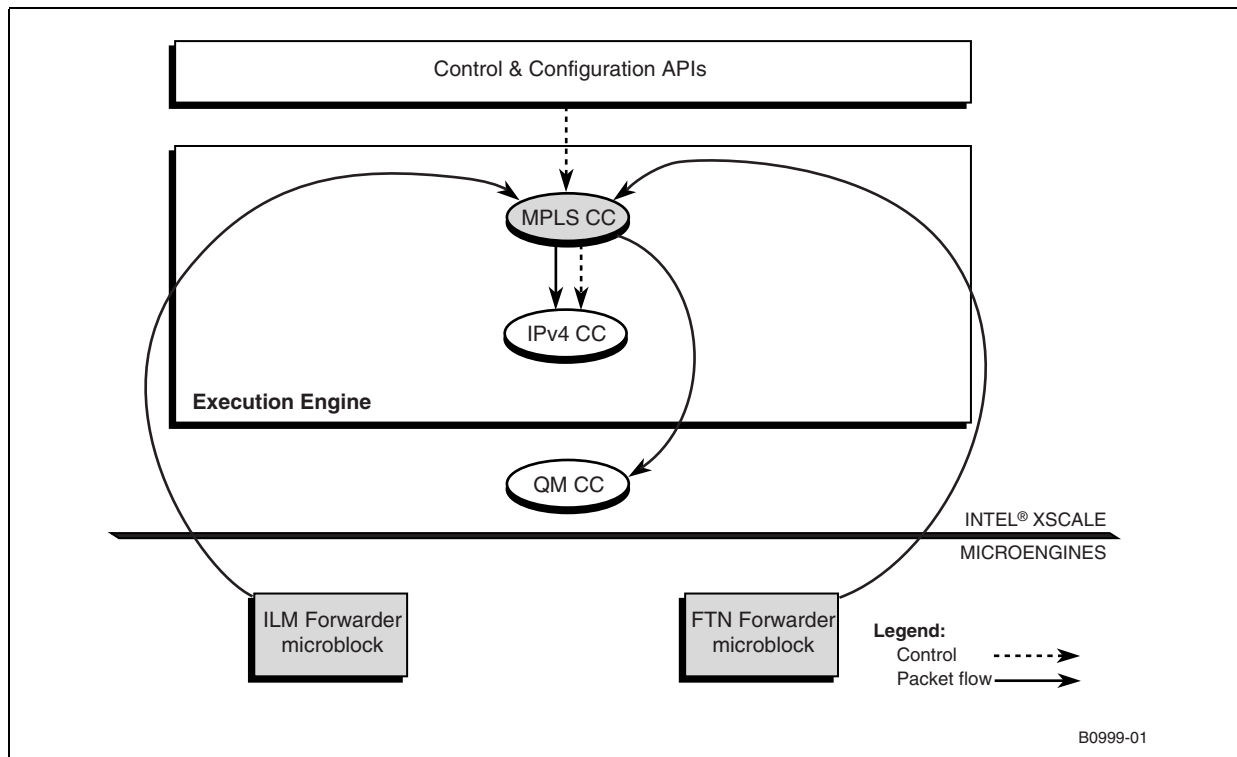 Control & Configuration APIs
MPLS CC
IPv4 CC
Execution Engine
QM CC
INTEL® XSCALE
MICROENGINES
ILM Forwarder
microblock
FTN Forwarder
microblock
Legend:
Control
Packet flow
B0999-01